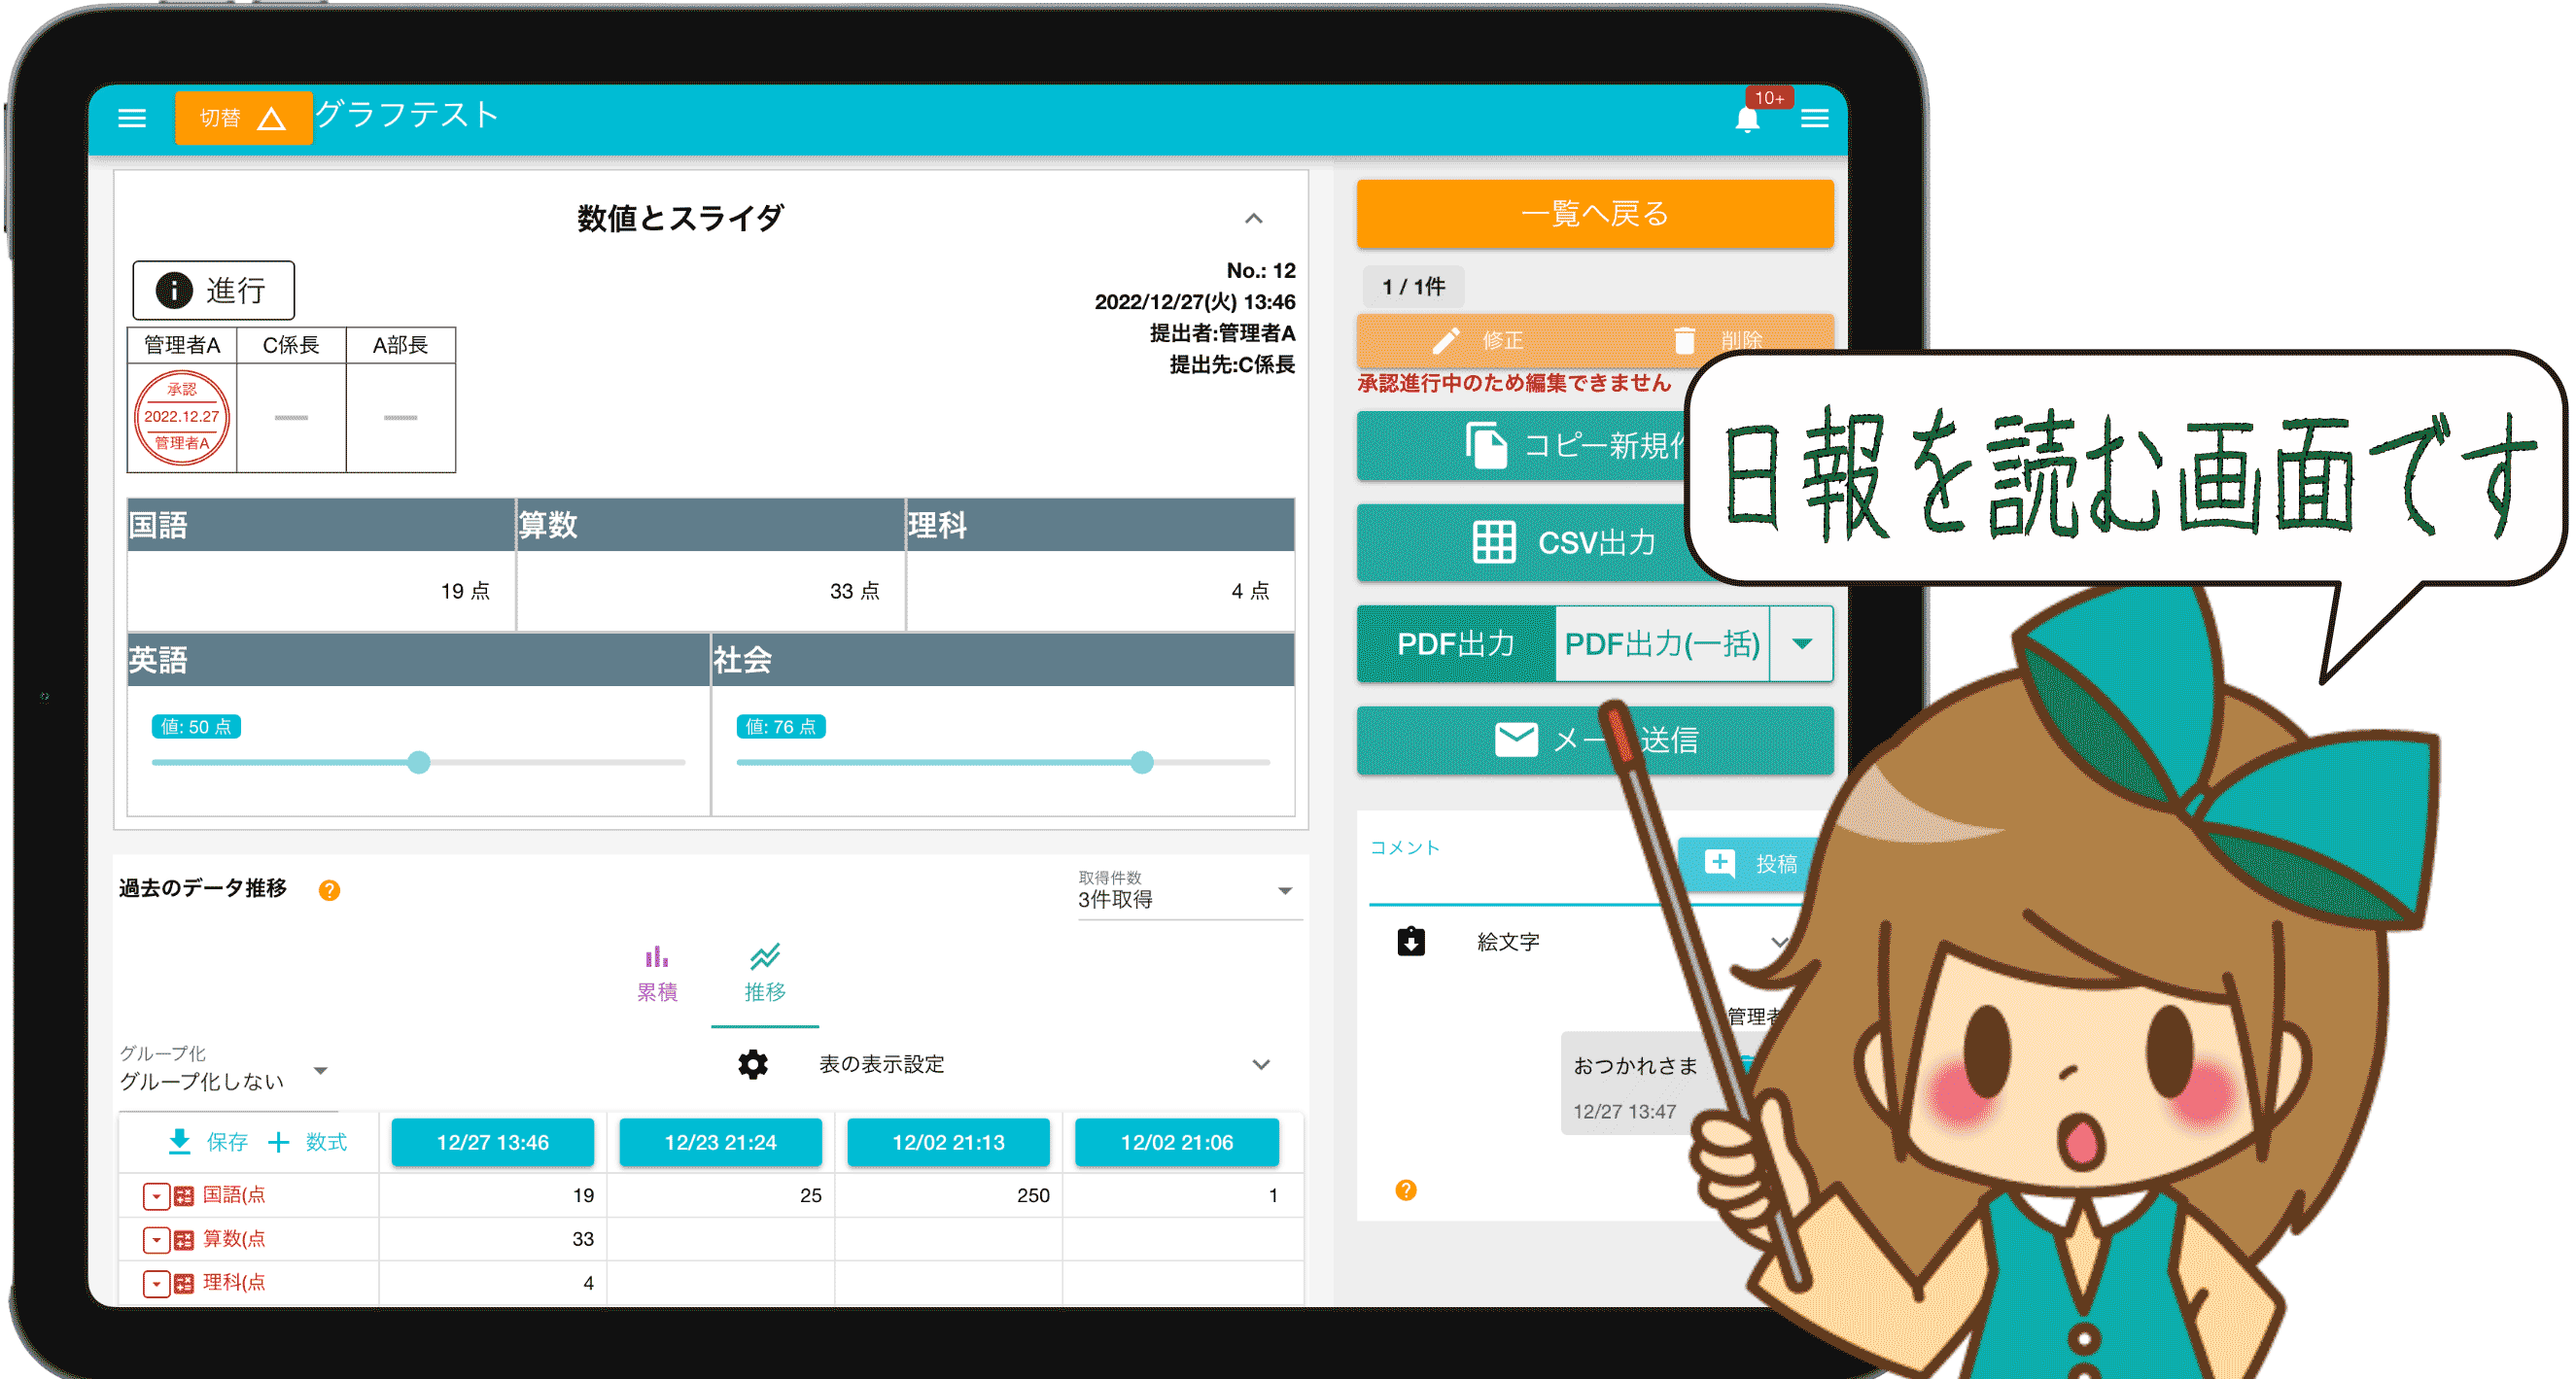 切替 グラフテスト 10+
数値とスライダ
進行
No.: 12
2022/12/27(火) 13:46
提出者:管理者A
提出先:C係長
管理者A C係長 A部長
承認
2022.12.27
管理者A
国語 算数 理科
19 点 33 点 4 点
英語 社会
値: 50 点 値: 76 点
過去のデータ推移 ?
取得件数
3件取得
累積 推移
グループ化
グループ化しない
表の表示設定
保存 数式 12/27 13:46 12/23 21:24 12/02 21:13 12/02 21:06
国語(点 19 25 250 1
算数(点 33
理科(点 4
一覧へ戻る
1 / 1件
修正 削除
承認進行中のため編集できません
コピー新規
CSV出力
PDF出力 PDF出力(一括)
メー 送信
コメント 投稿
絵文字
管理者
おつかれさま
12/27 13:47
?
日報を読む画面です